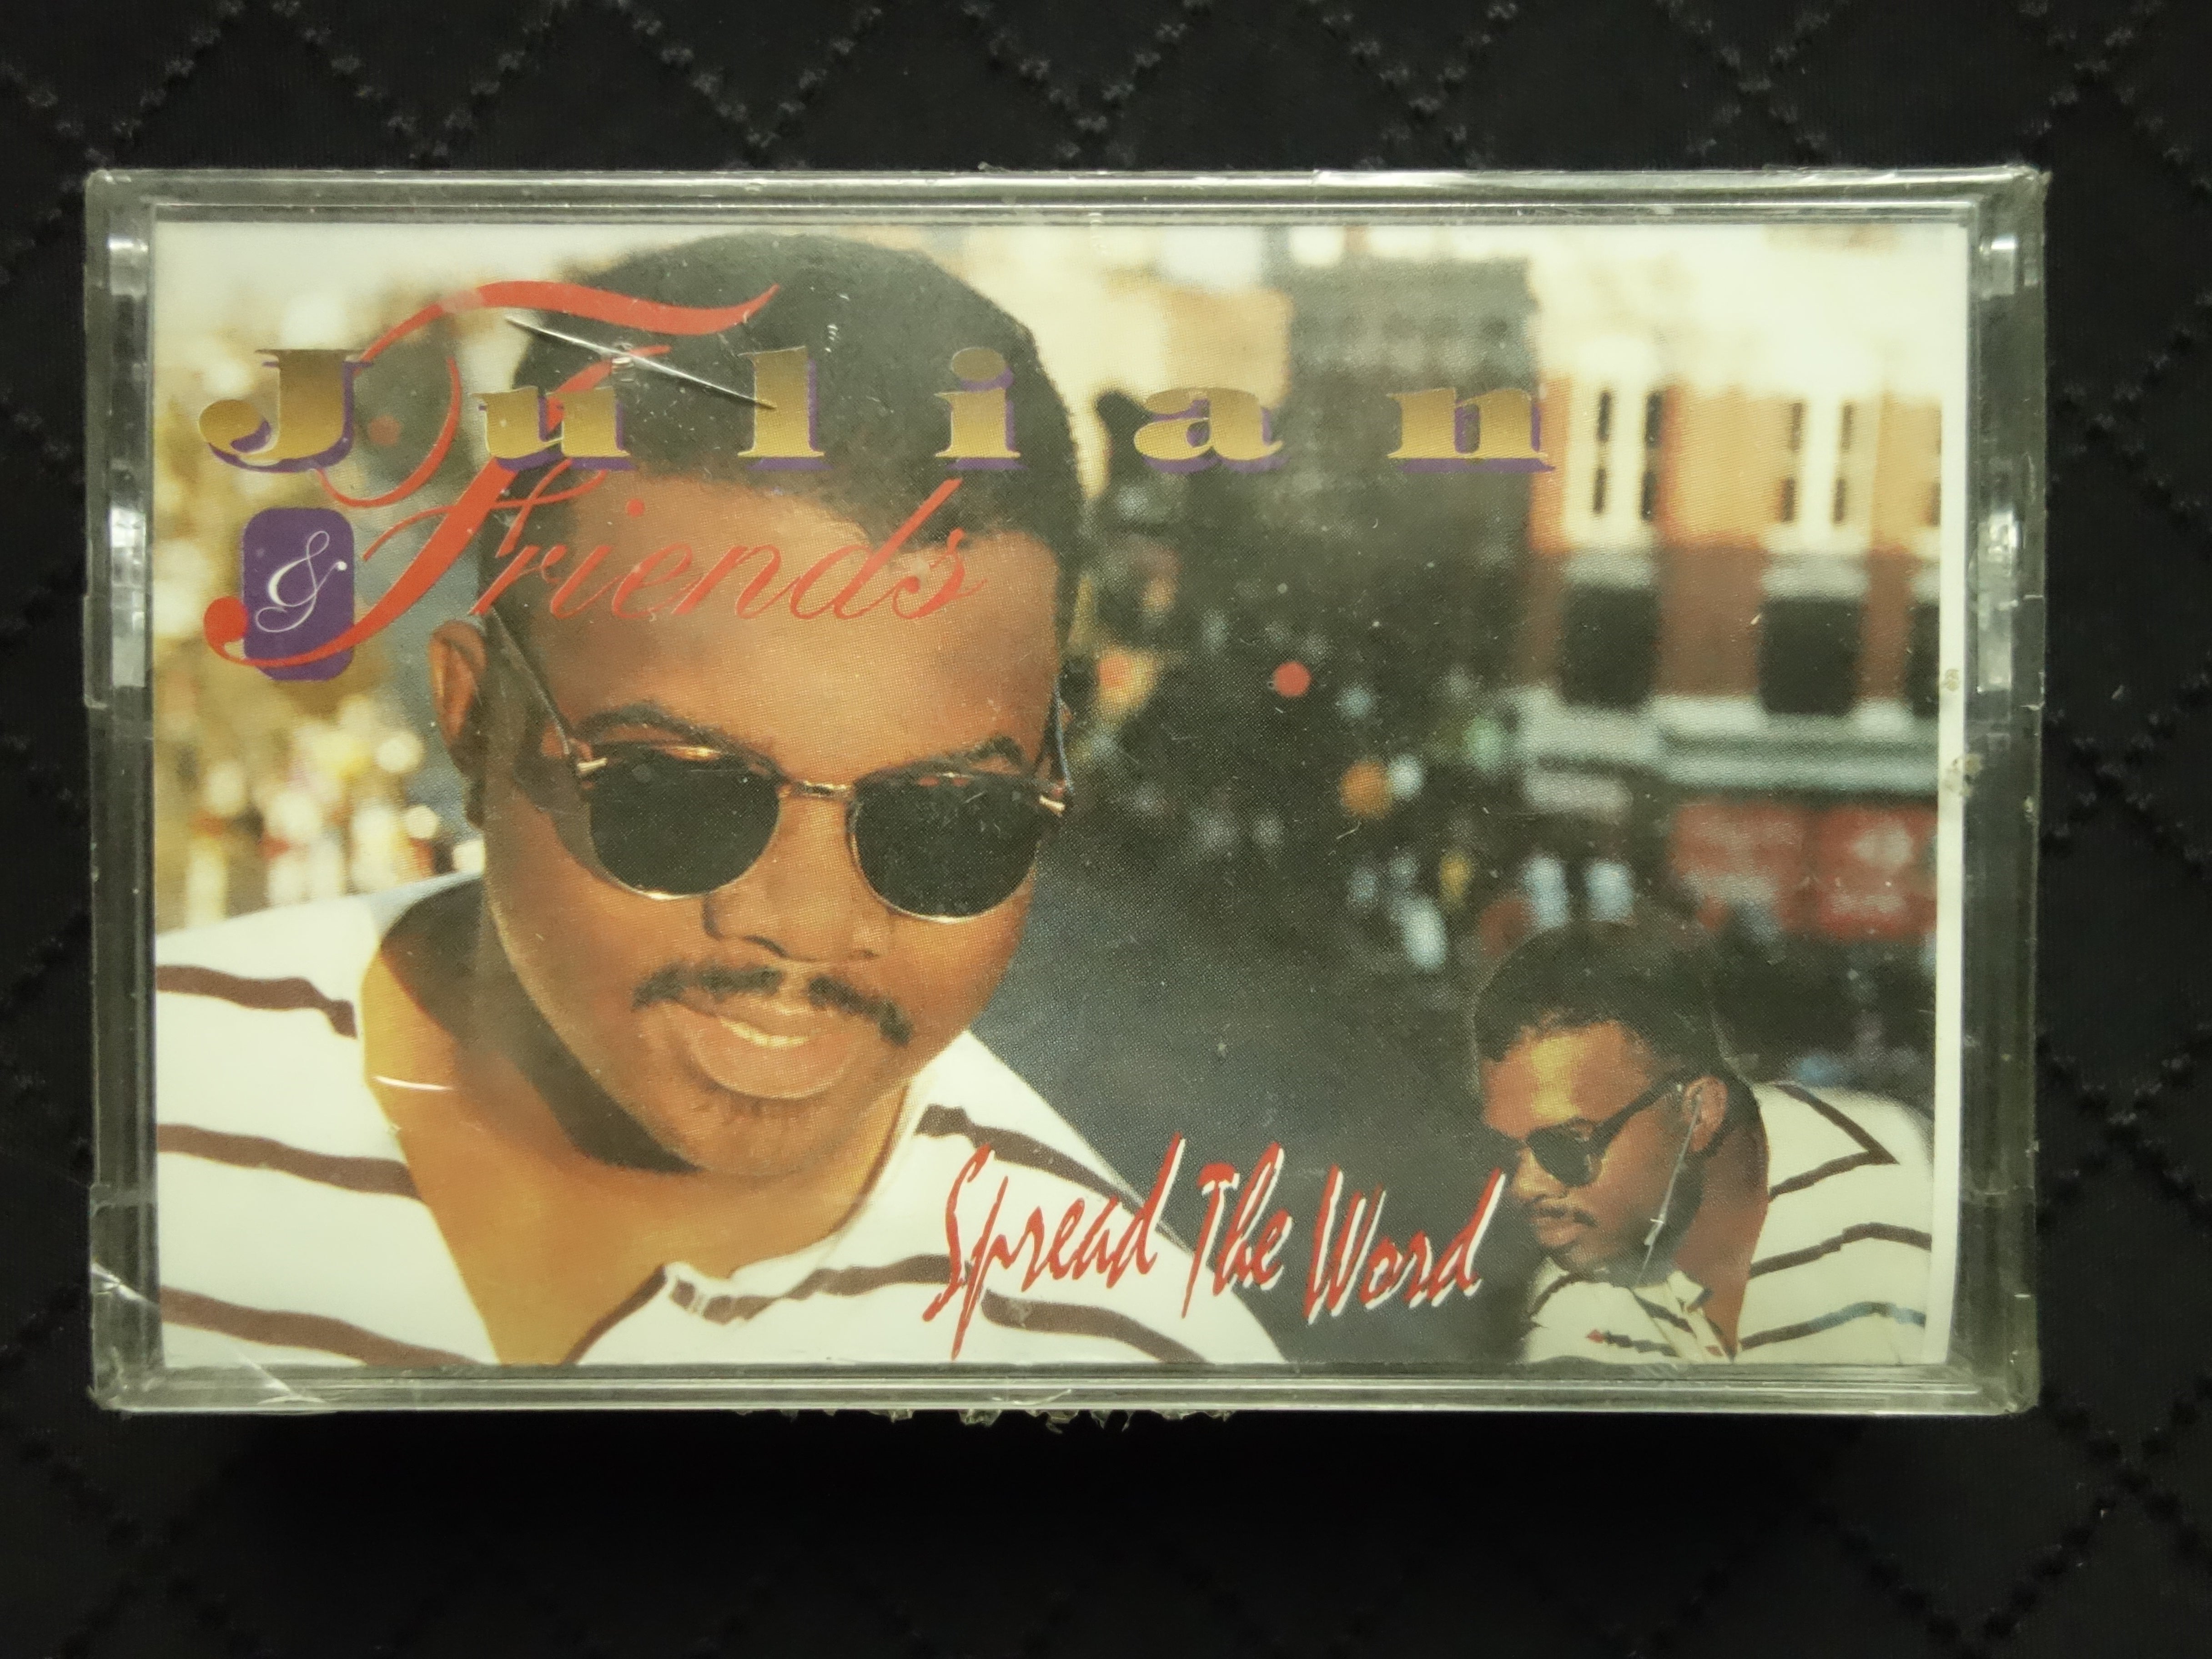 Julian
& Friends
Spread The Word